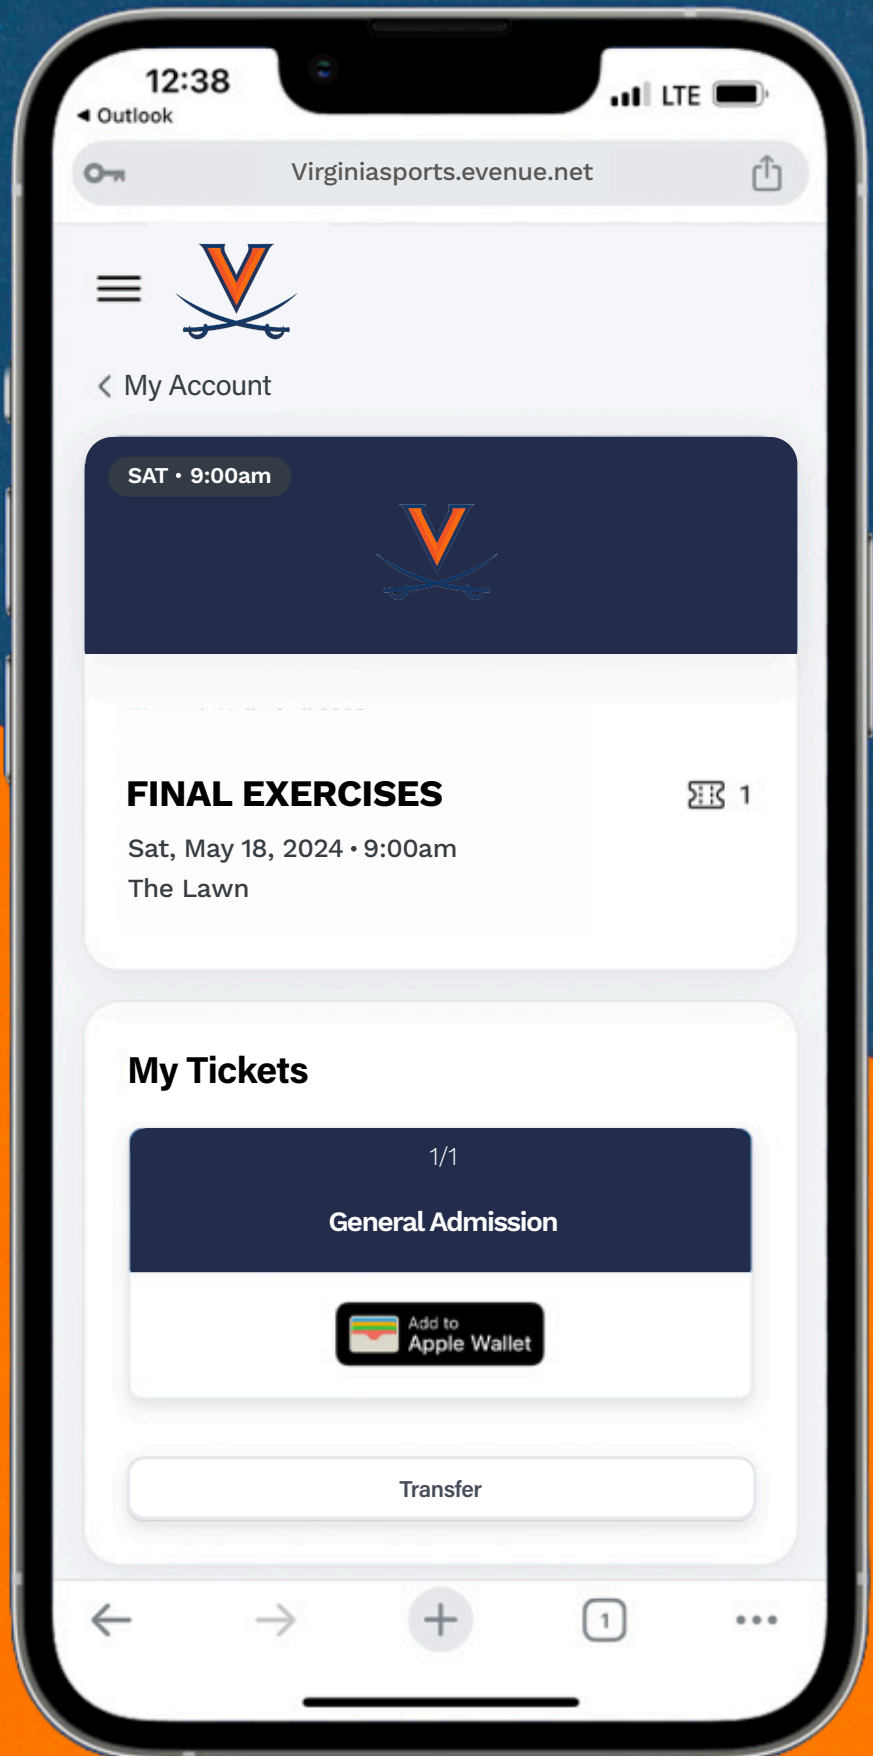 12:38
Outlook
LTE
Virginiasports.evenue.net
V
My Account
SAT • 9:00am
V
FINAL EXERCISES
1
Sat, May 18, 2024 • 9:00am
The Lawn
My Tickets
1/1
General Admission
Add to
Apple Wallet
Transfer
1